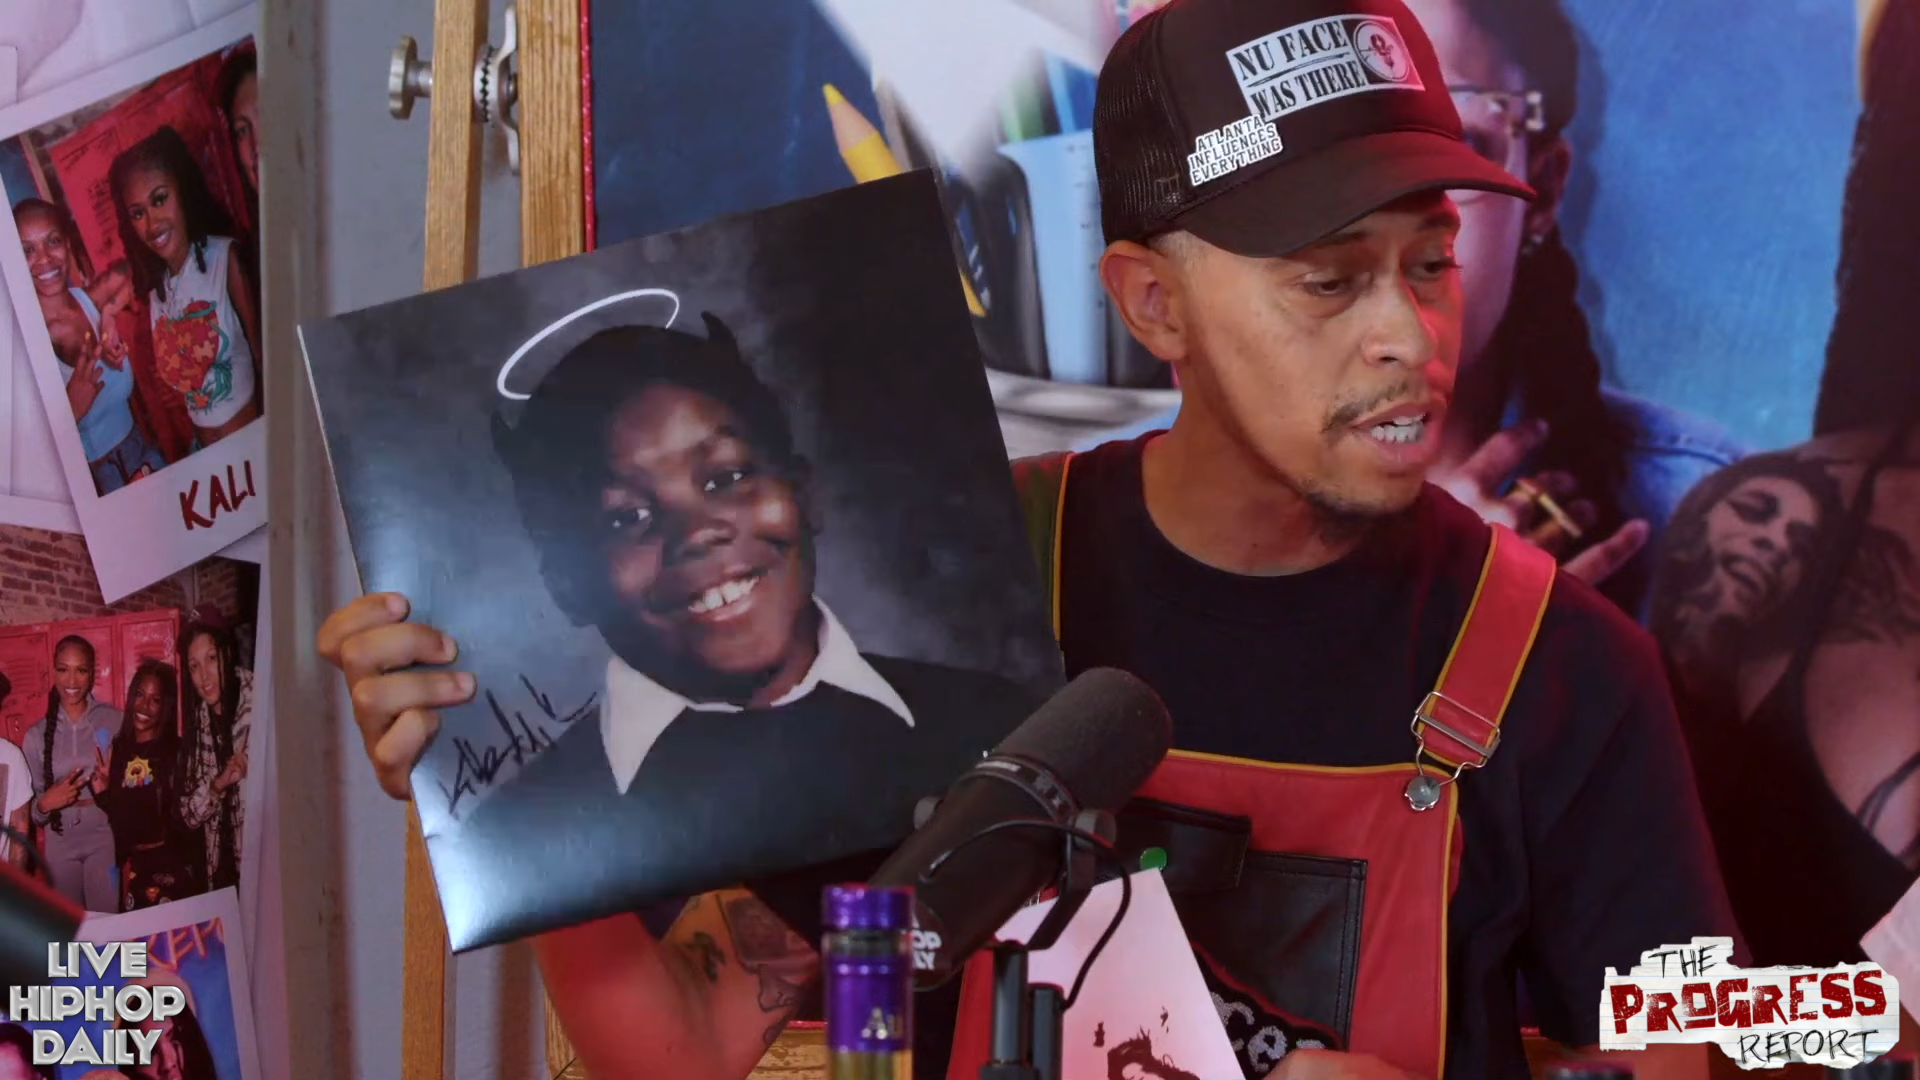 NU FACE
WAS THERE
ATLANTA
INFLUENCES
EVERYTHING
KALI
LIVE
HIPHOP
DAILY
THE
PROGRESS
REPORT